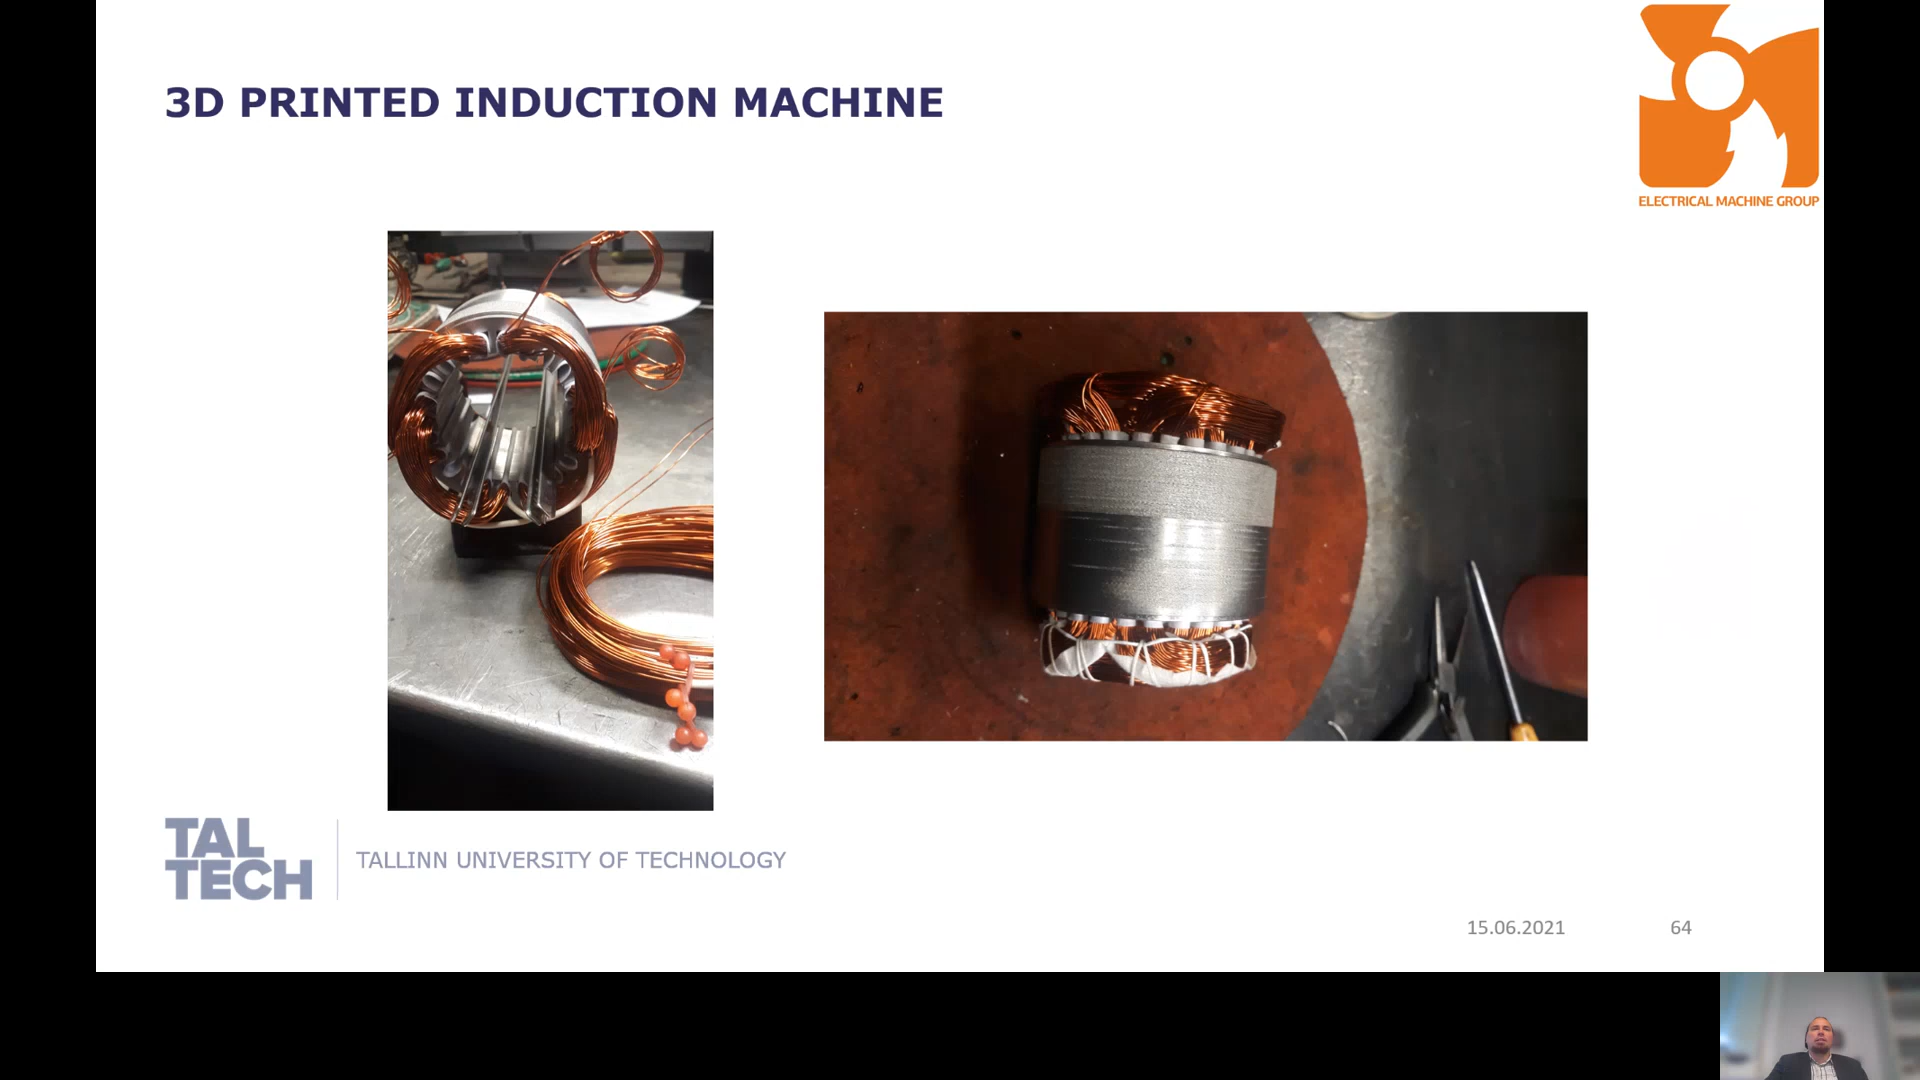 3D PRINTED INDUCTION MACHINE
ELECTRICAL MACHINE GROUP
TAL
TECH
TALLINN UNIVERSITY OF TECHNOLOGY
15.06.2021
64